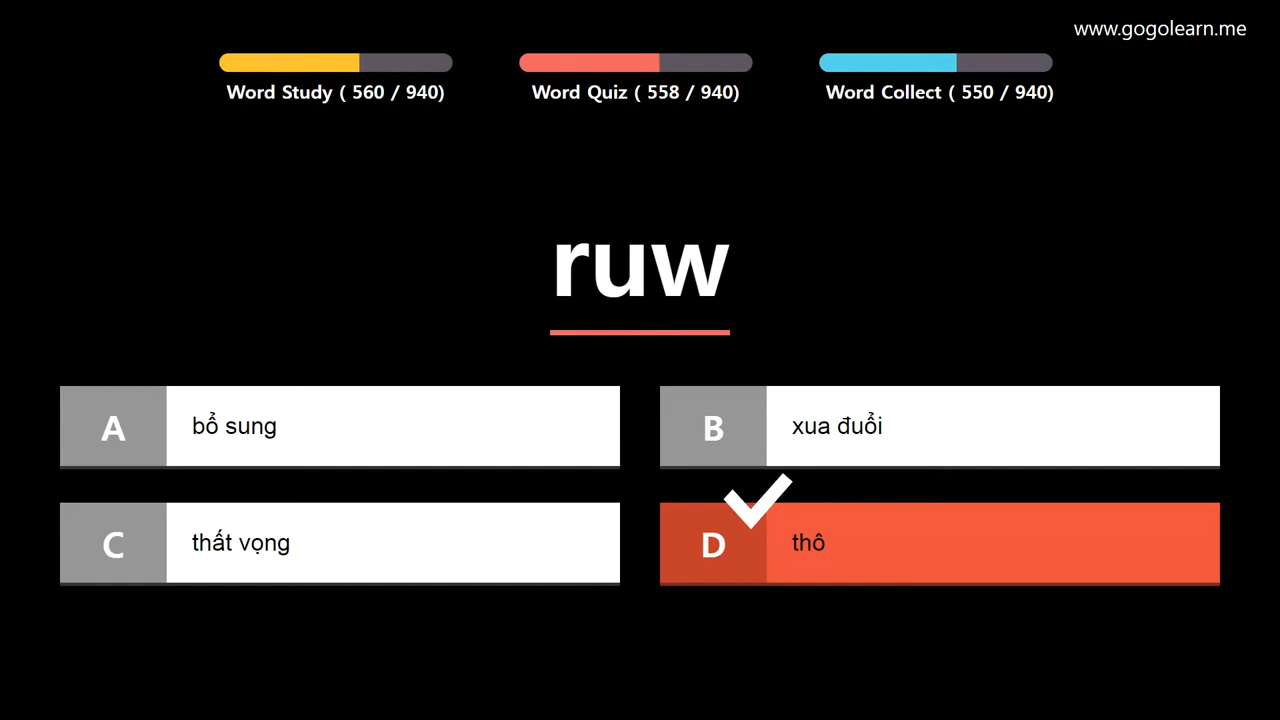 www.gogolearn.me
Word Study ( 560 / 940)
Word Quiz ( 558 / 940)
Word Collect ( 550 / 940)
ruw
A
bổ sung
B
xua đuổi
C
thất vọng
D
thô